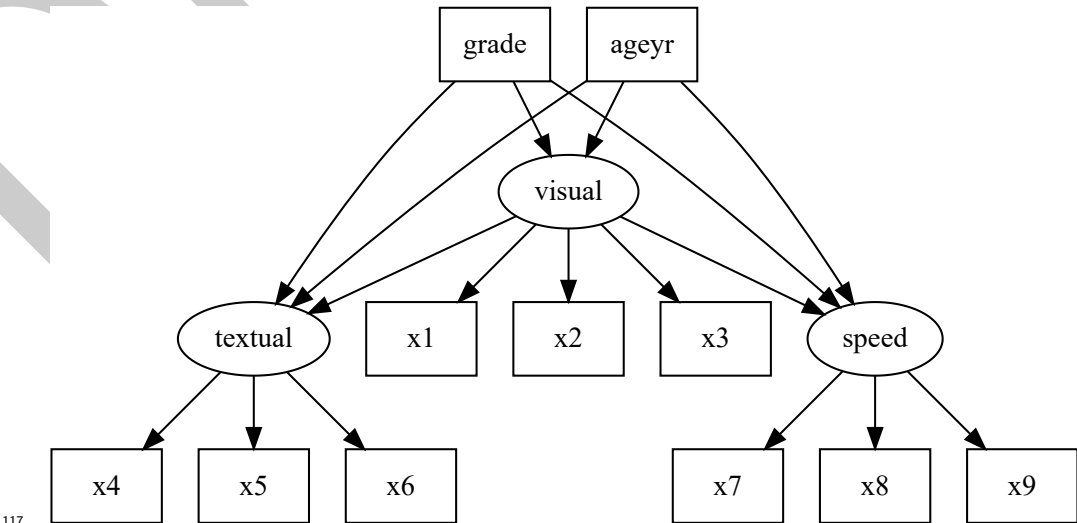 grade ageyr
visual
textual x1 x2 x3 speed
x4 x5 x6 x7 x8 x9
117